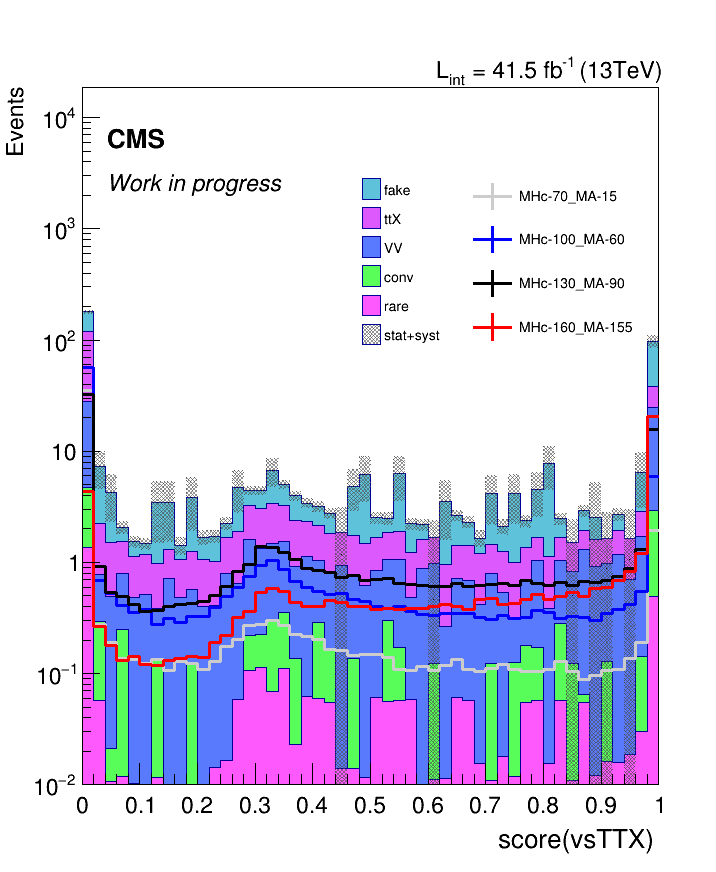 L_int = 41.5 fb^-1 (13TeV)
Events
CMS
Work in progress
fake
ttX
VV
conv
rare
stat+syst
MHc-70_MA-15
MHc-100_MA-60
MHc-130_MA-90
MHc-160_MA-155
10^4
10^3
10^2
10
1
10^−1
10^−2
0 0.1 0.2 0.3 0.4 0.5 0.6 0.7 0.8 0.9 1
score(vsTTX)